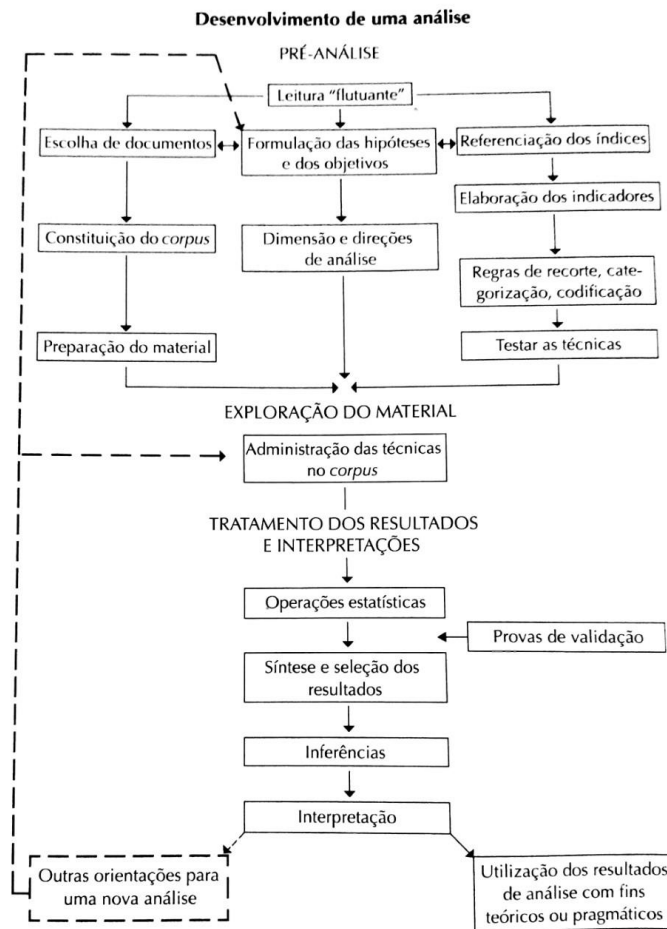 Desenvolvimento de uma análise
PRÉ-ANÁLISE
Leitura “flutuante”
Escolha de documentos
Formulação das hipóteses
e dos objetivos
Referenciação dos índices
Elaboração dos indicadores
Constituição do corpus
Dimensão e direções
de análise
Regras de recorte, cate-
gorização, codificação
Preparação do material
Testar as técnicas
EXPLORAÇÃO DO MATERIAL
Administração das técnicas
no corpus
TRATAMENTO DOS RESULTADOS
E INTERPRETAÇÕES
Operações estatísticas
Provas de validação
Síntese e seleção dos
resultados
Inferências
Interpretação
Outras orientações para
uma nova análise
Utilização dos resultados
de análise com fins
teóricos ou pragmáticos